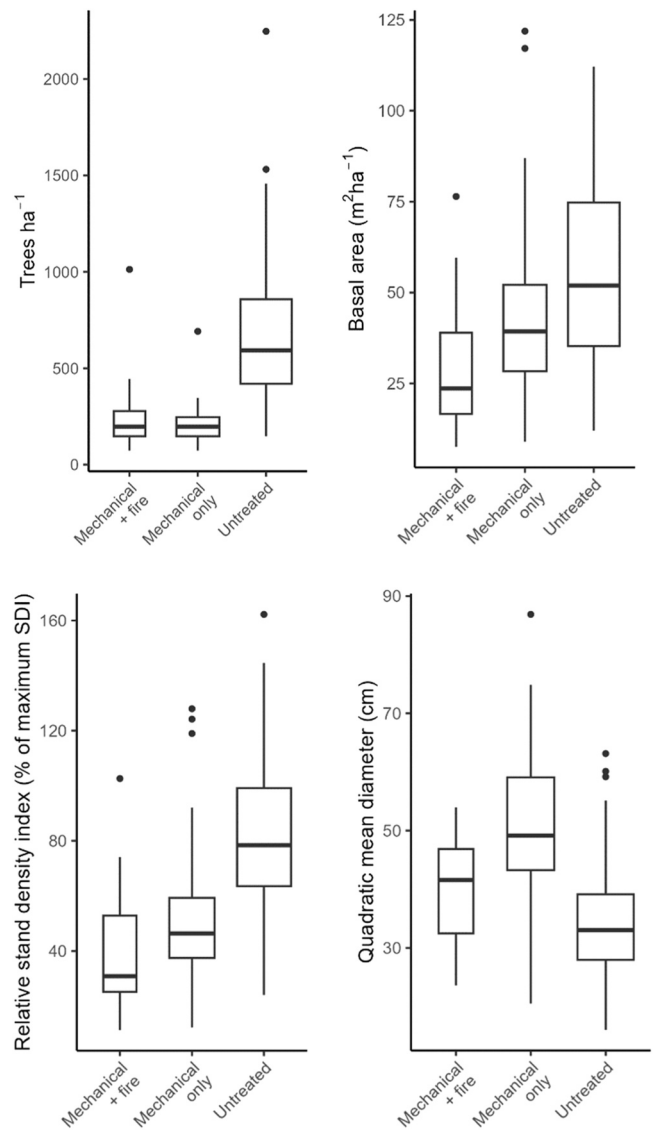 Trees ha⁻¹
2000
1500
1000
500
0
Mechanical
+ fire
Mechanical
only
Untreated
Basal area (m²ha⁻¹)
125
100
75
50
25
Mechanical
+ fire
Mechanical
only
Untreated
Relative stand density index (% of maximum SDI)
160
120
80
40
Mechanical
+ fire
Mechanical
only
Untreated
Quadratic mean diameter (cm)
90
70
50
30
Mechanical
+ fire
Mechanical
only
Untreated